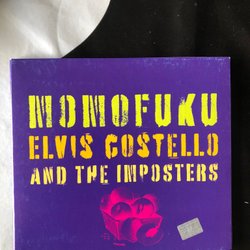 MOMOFUKU
ELVIS COSTELLO
AND THE IMPOSTERS